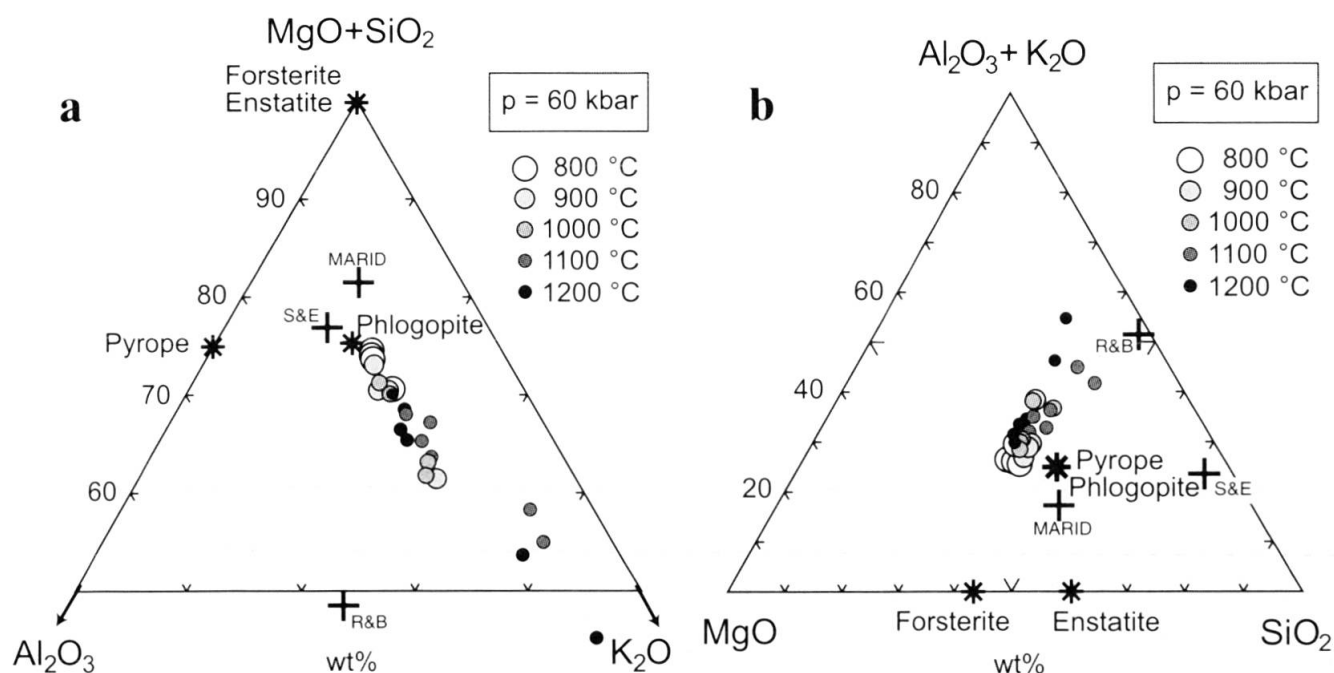 a
MgO+SiO₂
Forsterite
Enstatite
p = 60 kbar
800 °C
900 °C
1000 °C
1100 °C
1200 °C
90
MARID
80
S&E
Phlogopite
Pyrope
70
60
R&B
Al₂O₃
wt%
K₂O
b
Al₂O₃+ K₂O
p = 60 kbar
800 °C
900 °C
1000 °C
1100 °C
1200 °C
80
60
R&B
40
Pyrope
Phlogopite
S&E
20
MARID
MgO
Forsterite
Enstatite
SiO₂
wt%